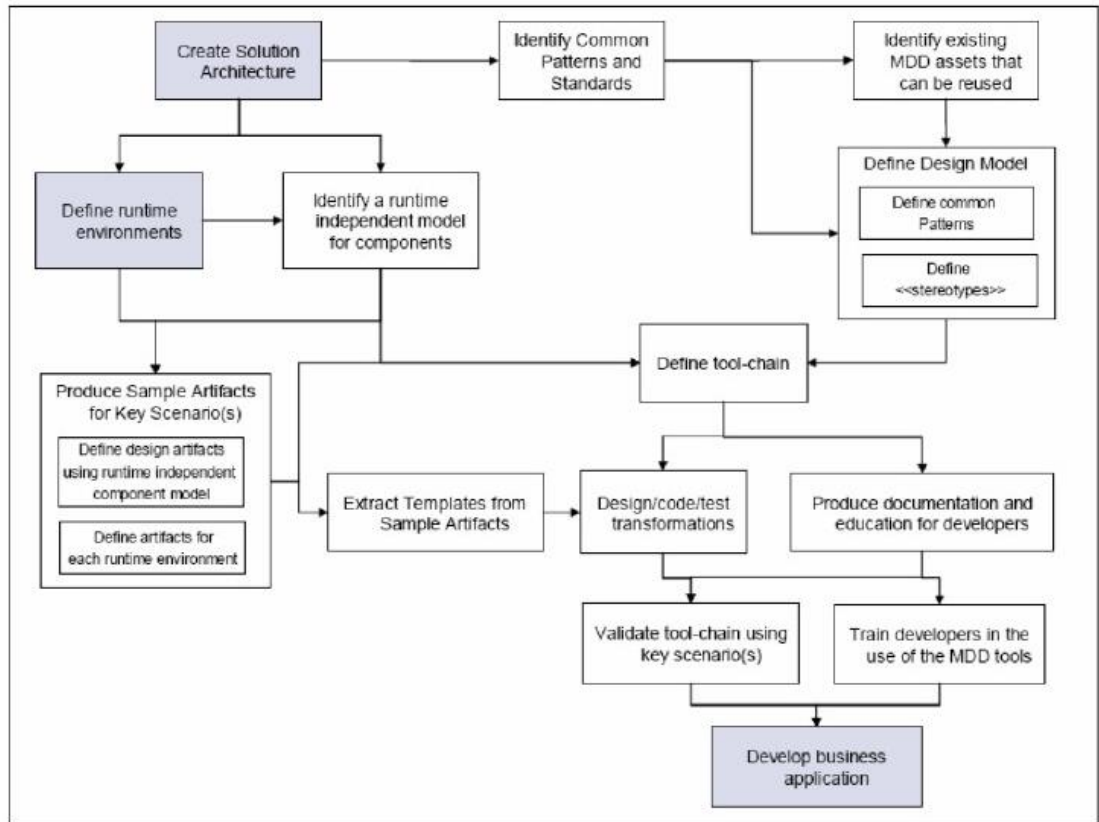 Create Solution
Architecture
Identify Common
Patterns and
Standards
Identify existing
MDD assets that
can be reused
Define runtime
environments
Identify a runtime
independent model
for components
Define Design Model
Define common
Patterns
Define
<<stereotypes>>
Produce Sample Artifacts
for Key Scenario(s)
Define design artifacts
using runtime independent
component model
Define artifacts for
each runtime environment
Define tool-chain
Extract Templates from
Sample Artifacts
Design/code/test
transformations
Produce documentation and
education for developers
Validate tool-chain using
key scenario(s)
Train developers in the
use of the MDD tools
Develop business
application